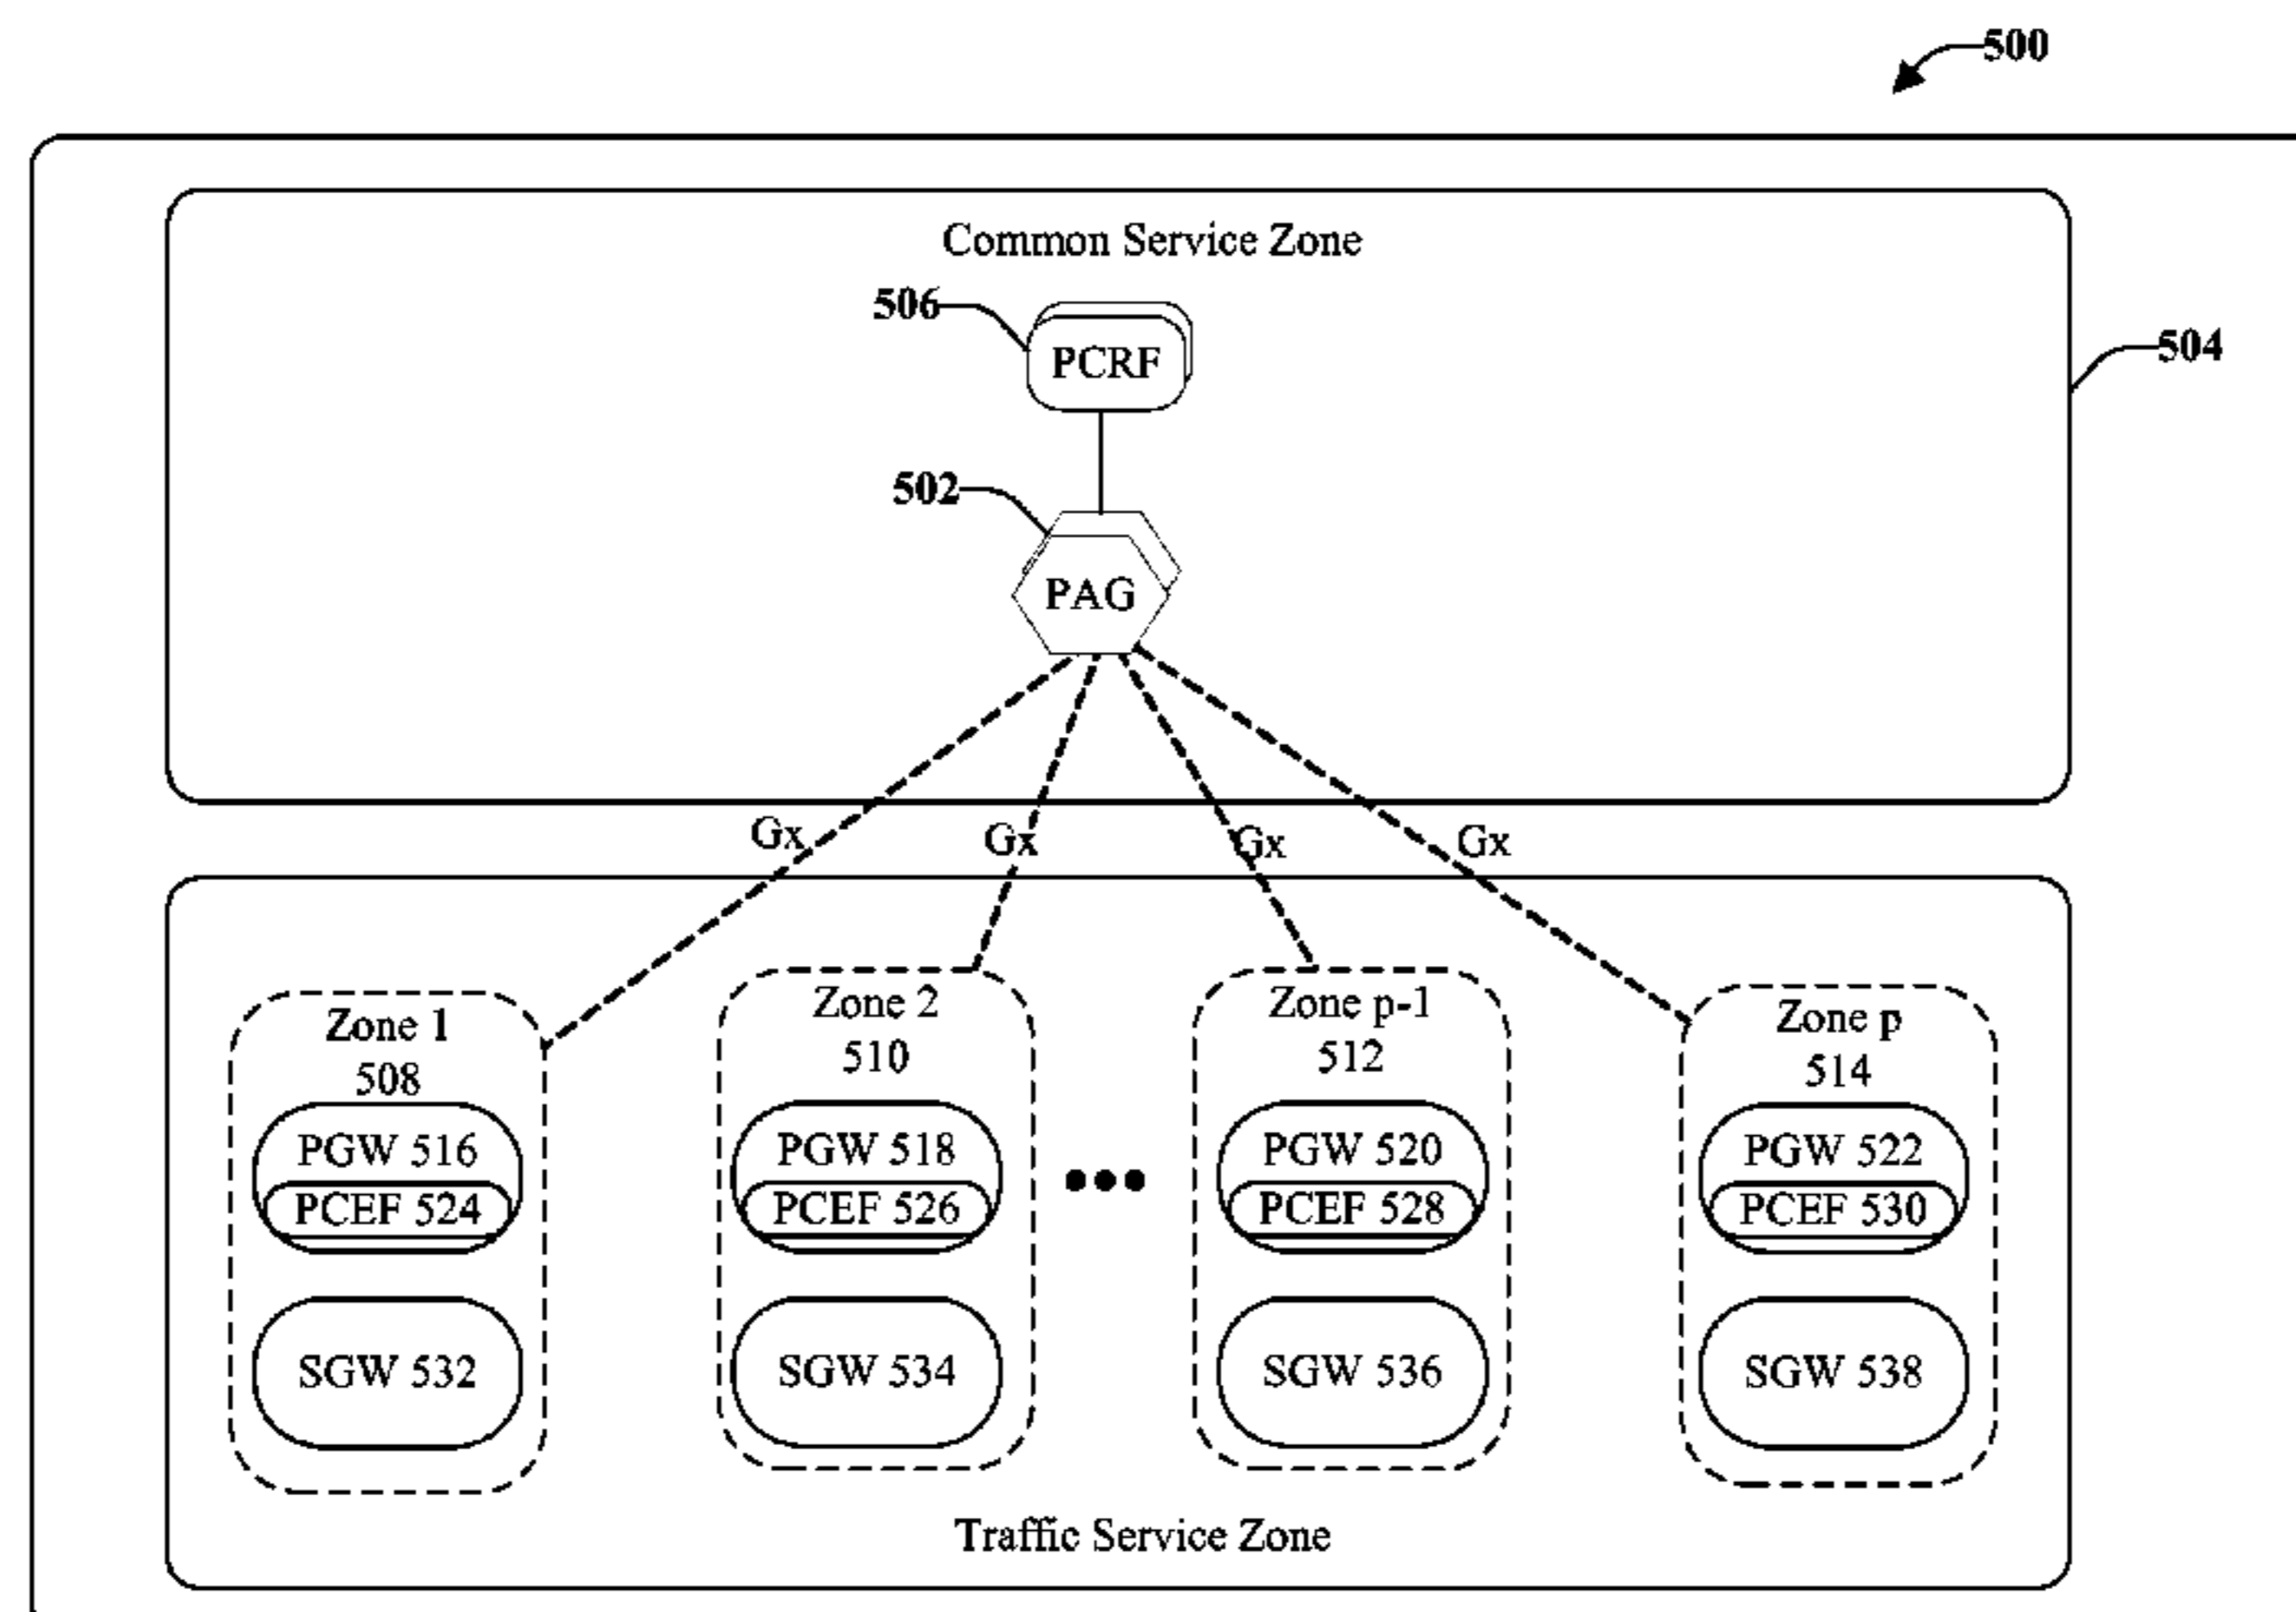 500
Common Service Zone
506
PCRF
504
502
PAG
Gx
Gx
Gx
Gx
Zone 1
508
PGW 516
PCEF 524
SGW 532
Zone 2
510
PGW 518
PCEF 526
SGW 534
Zone p-1
512
PGW 520
PCEF 528
SGW 536
Zone p
514
PGW 522
PCEF 530
SGW 538
Traffic Service Zone